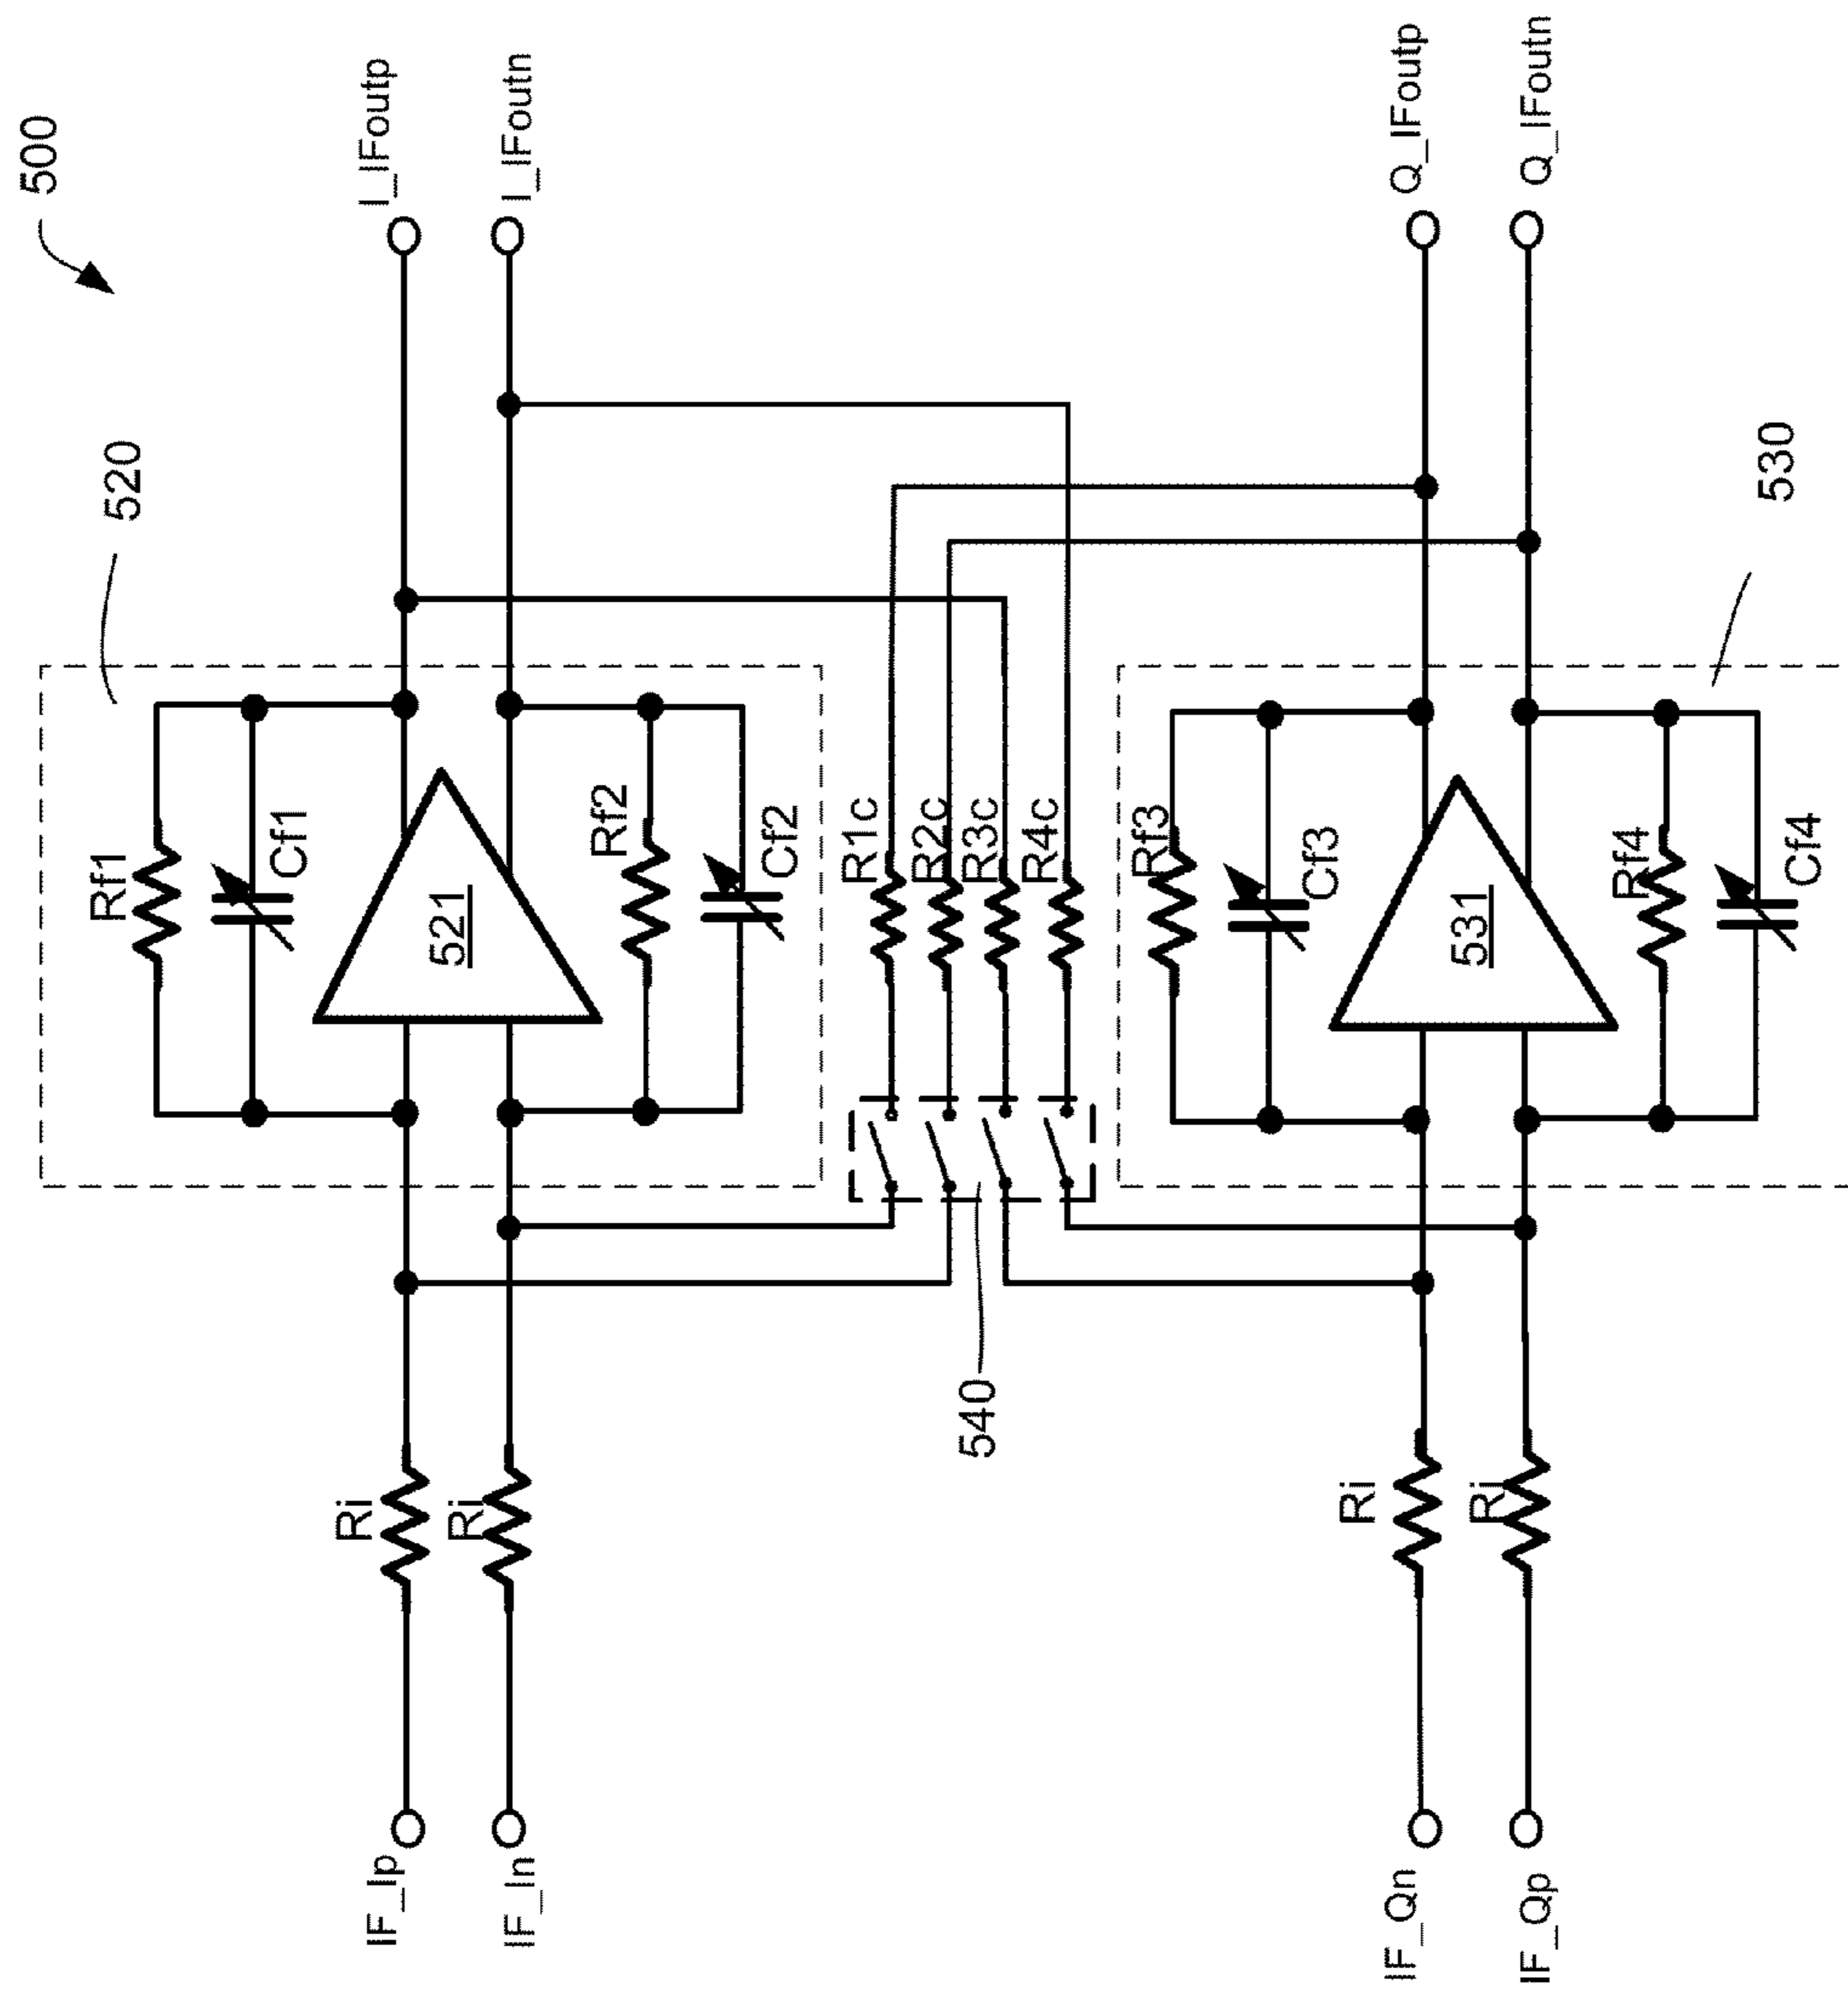 500
520
530
I_IFoutp
I_IFoutn
Q_IFoutp
Q_IFoutn
Rf1
Cf1
521
Rf2
Cf2
R1c
R2c
R3c
R4c
Rf3
Cf3
531
Rf4
Cf4
540
Ri
Ri
Ri
Ri
IF_Ip
IF_In
IF_Qn
IF_Qp